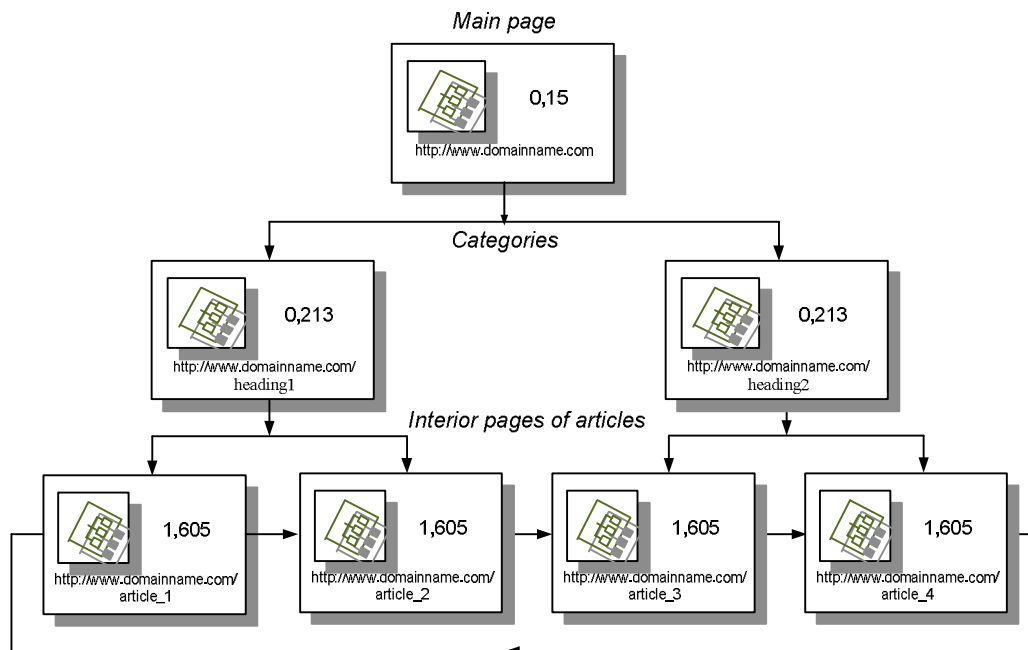 Main page
0,15
http://www.domainname.com
Categories
0,213
http://www.domainname.com/
heading1
0,213
http://www.domainname.com/
heading2
Interior pages of articles
1,605
http://www.domainname.com/
article_1
1,605
http://www.domainname.com/
article_2
1,605
http://www.domainname.com/
article_3
1,605
http://www.domainname.com/
article_4